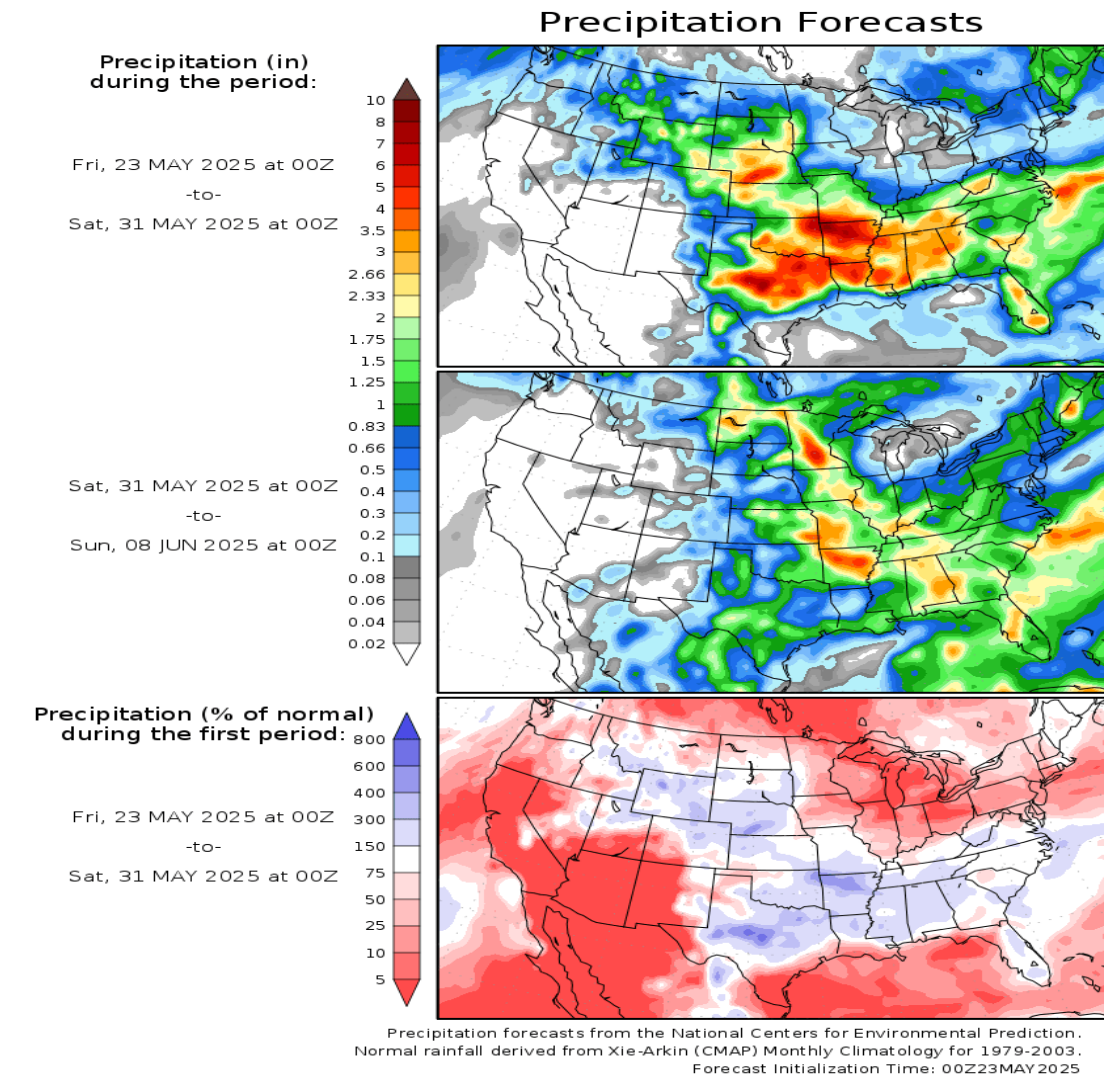 Precipitation Forecasts
Precipitation (in)
during the period:
Fri, 23 MAY 2025 at 00Z
-to-
Sat, 31 MAY 2025 at 00Z
10
8
7
6
5
4
3.5
3
2.66
2.33
2
1.75
1.5
1.25
1
0.83
0.66
0.5
0.4
0.3
0.2
0.1
0.08
0.06
0.04
0.02
Sat, 31 MAY 2025 at 00Z
-to-
Sun, 08 JUN 2025 at 00Z
Precipitation (% of normal)
during the first period:
Fri, 23 MAY 2025 at 00Z
-to-
Sat, 31 MAY 2025 at 00Z
800
600
400
300
150
75
50
25
10
5
Precipitation forecasts from the National Centers for Environmental Prediction.
Normal rainfall derived from Xie-Arkin (CMAP) Monthly Climatology for 1979-2003.
Forecast Initialization Time: 00Z23MAY2025